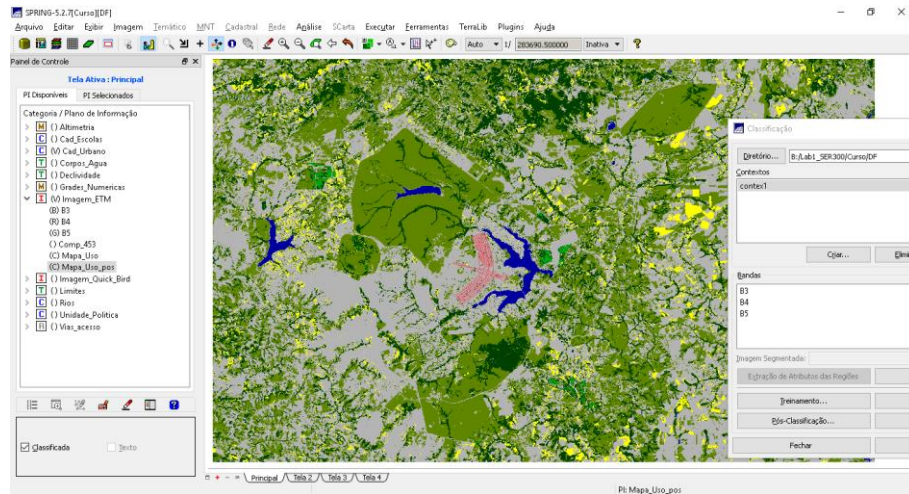 SPRING-5.2.7[Curso][DF]
Arquivo Editar Exibir Imagem Temático MNT Cadastral Rede Análise SCarta Executar Ferramentas TerraLib Plugins Ajuda
Auto 1/ 283690.500000 Inativa
Painel de Controle
Tela Ativa : Principal
PI Disponíveis PI Selecionados
Categoria / Plano de Informação
M () Altimetria
C () Cad_Escolas
C (V) Cad_Urbano
T () Corpos_Agua
T () Declividade
M () Grades_Numericas
I (V) Imagem_ETM
(B) B3
(R) B4
(G) B5
() Comp_453
(C) Mapa_Uso
(C) Mapa_Uso_pos
I () Imagem_Quick_Bird
T () Limites
C () Rios
C () Unidade_Politica
R () Vias_acesso
Classificada Texto
Classificação
Diretório... B:/Lab1_SER300/Curso/DF
Contextos
contex1
Criar... Elimi
Bandas
B3
B4
B5
Imagem Segmentada:
Extração de Atributos das Regiões
Treinamento...
Pós-Classificação...
Fechar
Principal Tela 2 Tela 3 Tela 4
PI: Mapa_Uso_pos